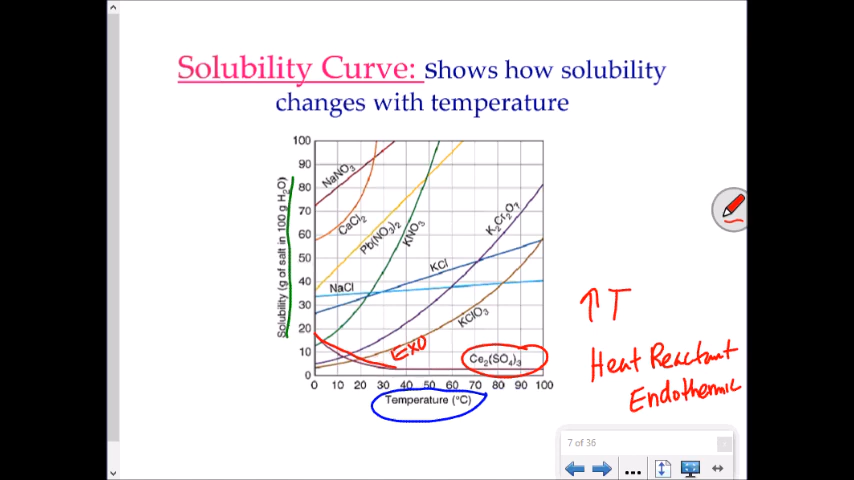 Solubility Curve: Shows how solubility
changes with temperature
Solubility (g of salt in 100 g H₂O)
100
90
80
70
60
50
40
30
20
10
0
NaNO₃
CaCl₂
Pb(NO₃)₂
KNO₃
K₂Cr₂O₇
KCl
NaCl
KClO₃
EXO
Ce₂(SO₄)₃
0 10 20 30 40 50 60 70 80 90 100
Temperature (°C)
↑ T
Heat Reactant
Endothermic
7 of 36